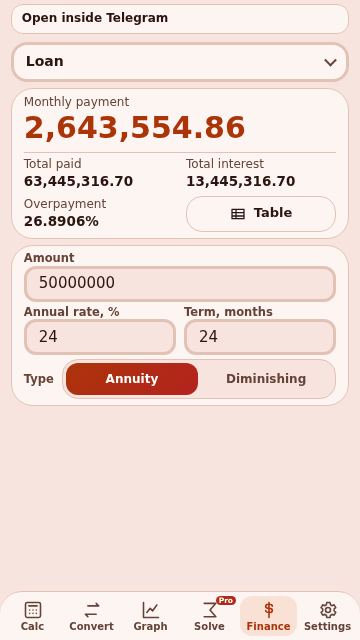 Open inside Telegram
Loan
Monthly payment
2,643,554.86
Total paid
63,445,316.70
Total interest
13,445,316.70
Overpayment
26.8906%
Table
Amount
50000000
Annual rate, %
24
Term, months
24
Type
Annuity
Diminishing
Calc
Convert
Graph
Pro
Solve
Finance
Settings